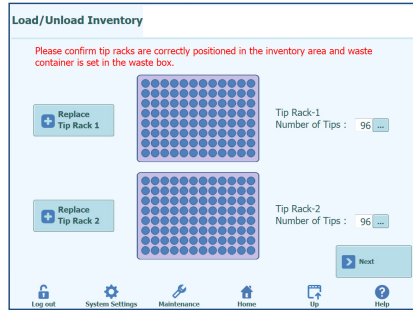 Load/Unload Inventory
Please confirm tip racks are correctly positioned in the inventory area and waste
container is set in the waste box.
Replace
Tip Rack 1
Tip Rack-1
Number of Tips : 96 ...
Replace
Tip Rack 2
Tip Rack-2
Number of Tips : 96 ...
Next
Log out System Settings Maintenance Home Up Help